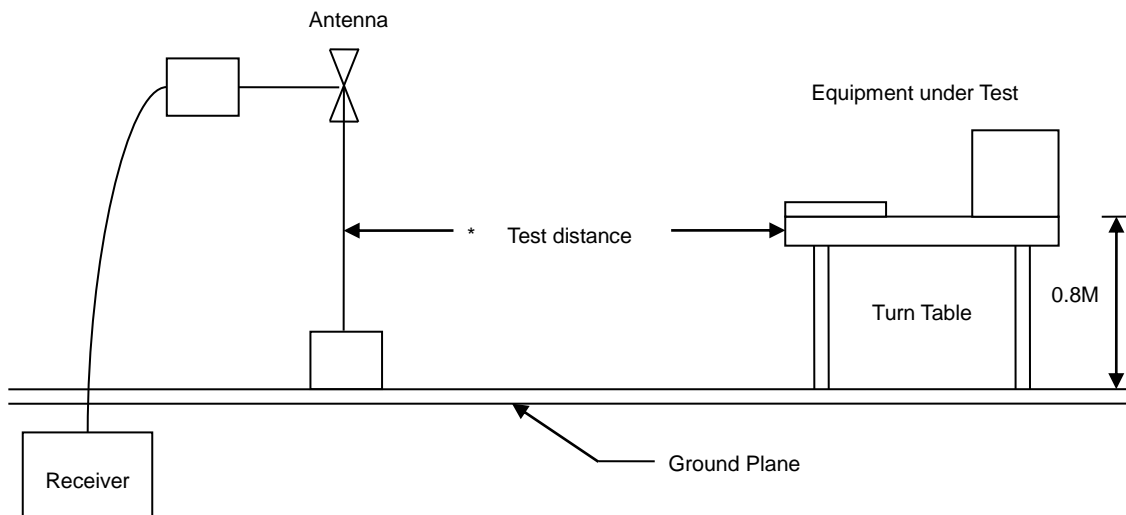 Antenna
Equipment under Test
* Test distance
0.8M
Turn Table
Ground Plane
Receiver